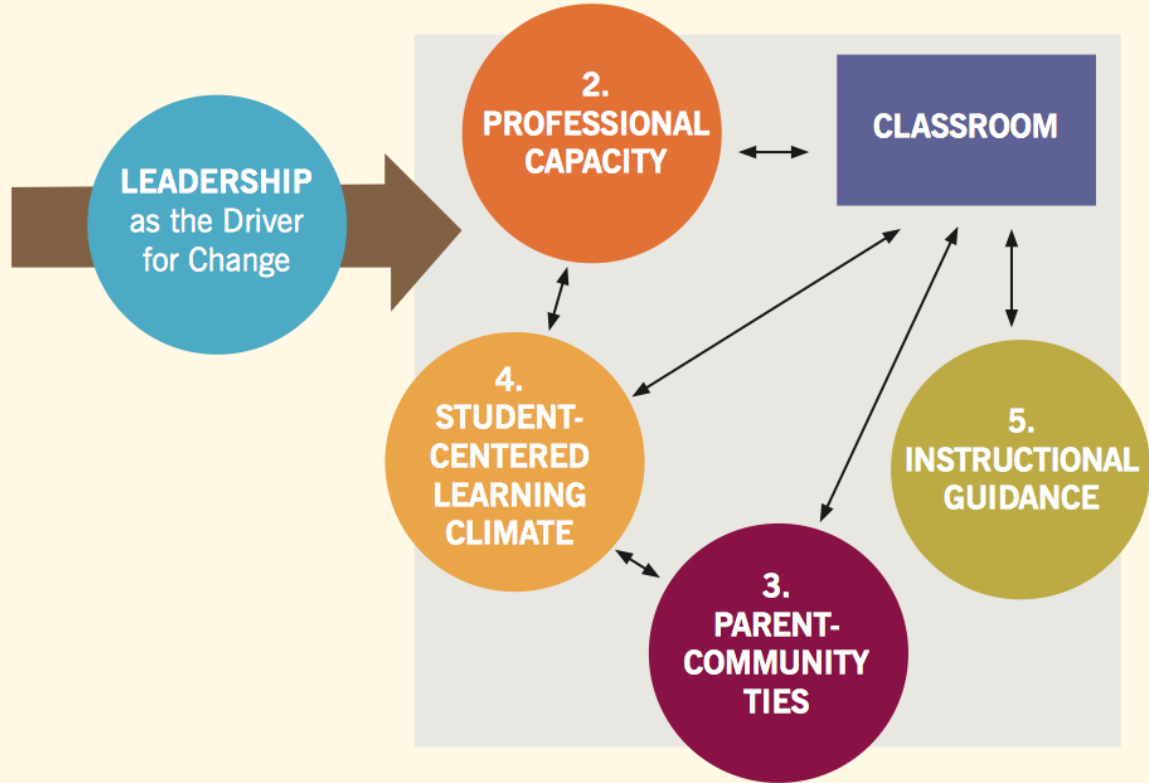 LEADERSHIP
as the Driver
for Change
2.
PROFESSIONAL
CAPACITY
CLASSROOM
4.
STUDENT-
CENTERED
LEARNING
CLIMATE
5.
INSTRUCTIONAL
GUIDANCE
3.
PARENT-
COMMUNITY
TIES